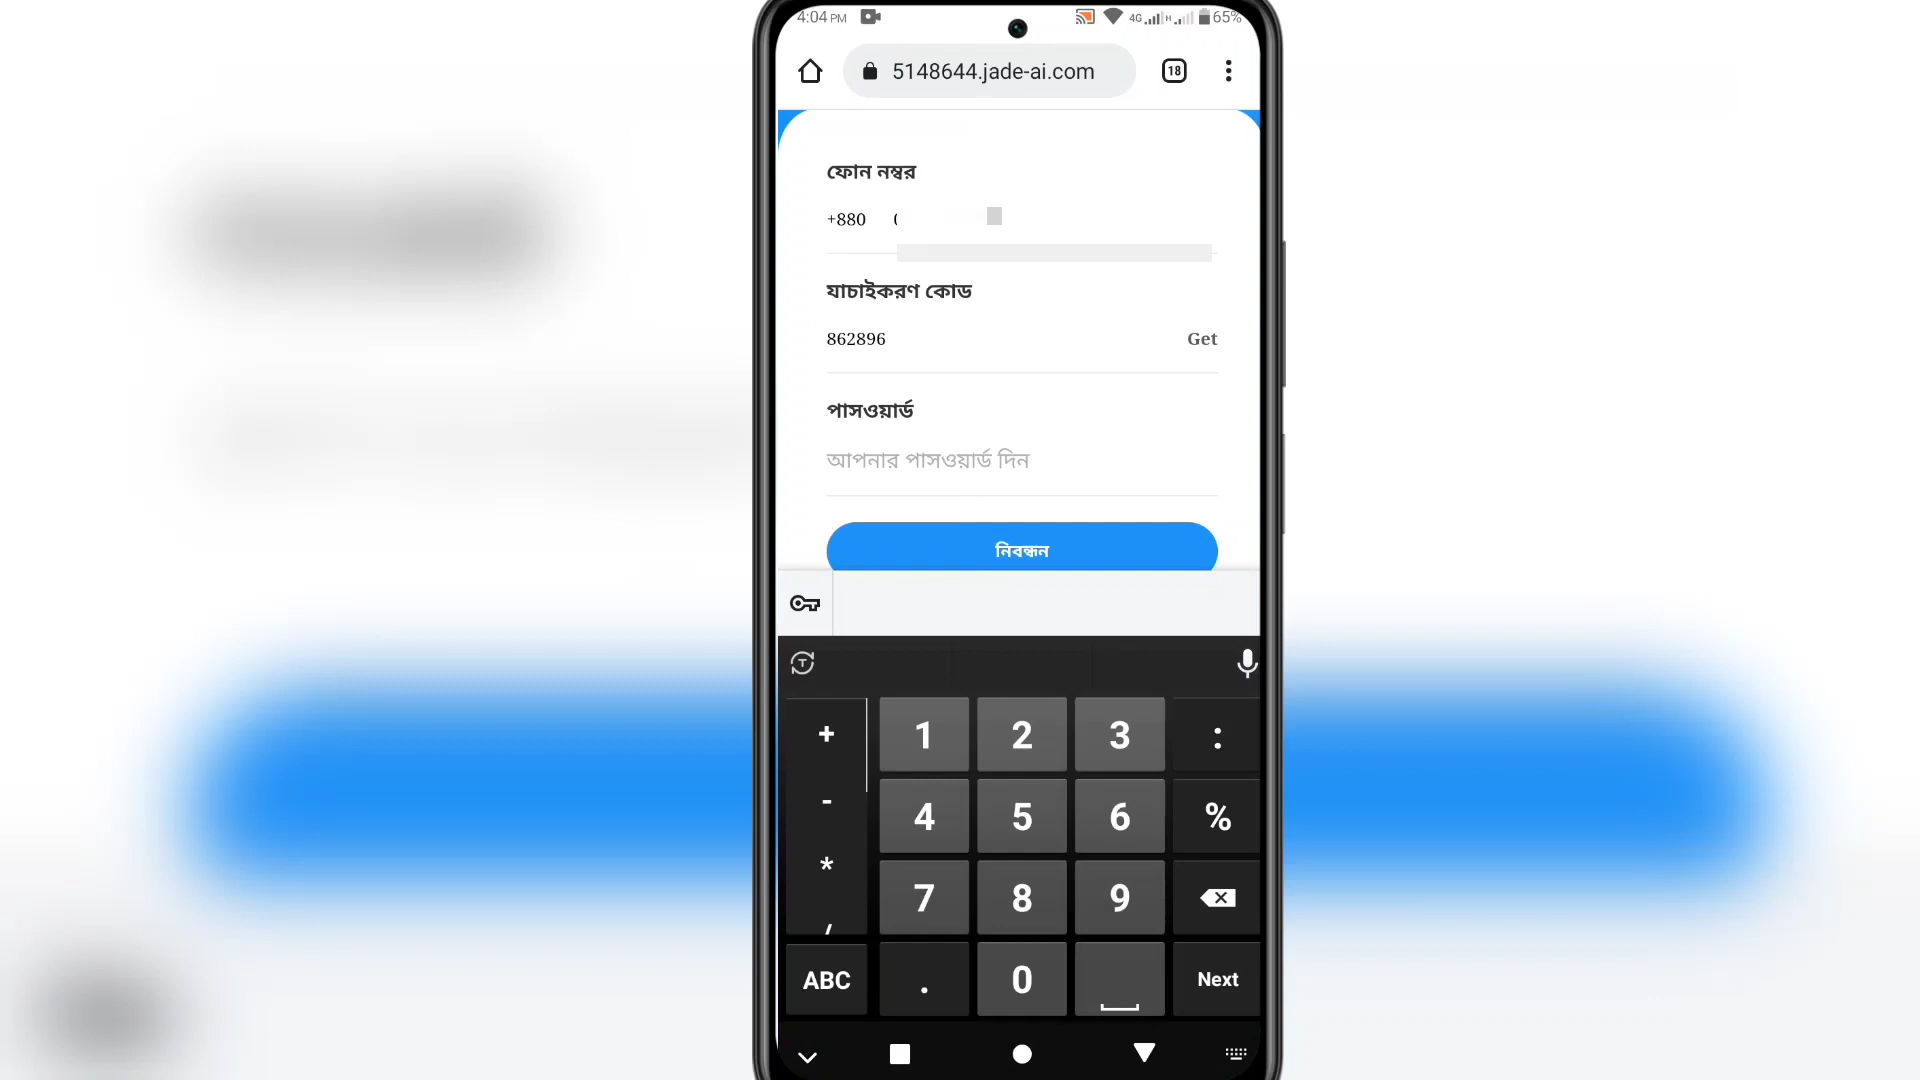 4:04 PM 4G H 65%
5148644.jade-ai.com 18
ফোন নম্বর
+880
যাচাইকরণ কোড
862896 Get
পাসওয়ার্ড
আপনার পাসওয়ার্ড দিন
নিবন্ধন
T
+ 1 2 3 :
- 4 5 6 %
* 7 8 9
/
ABC . 0 Next